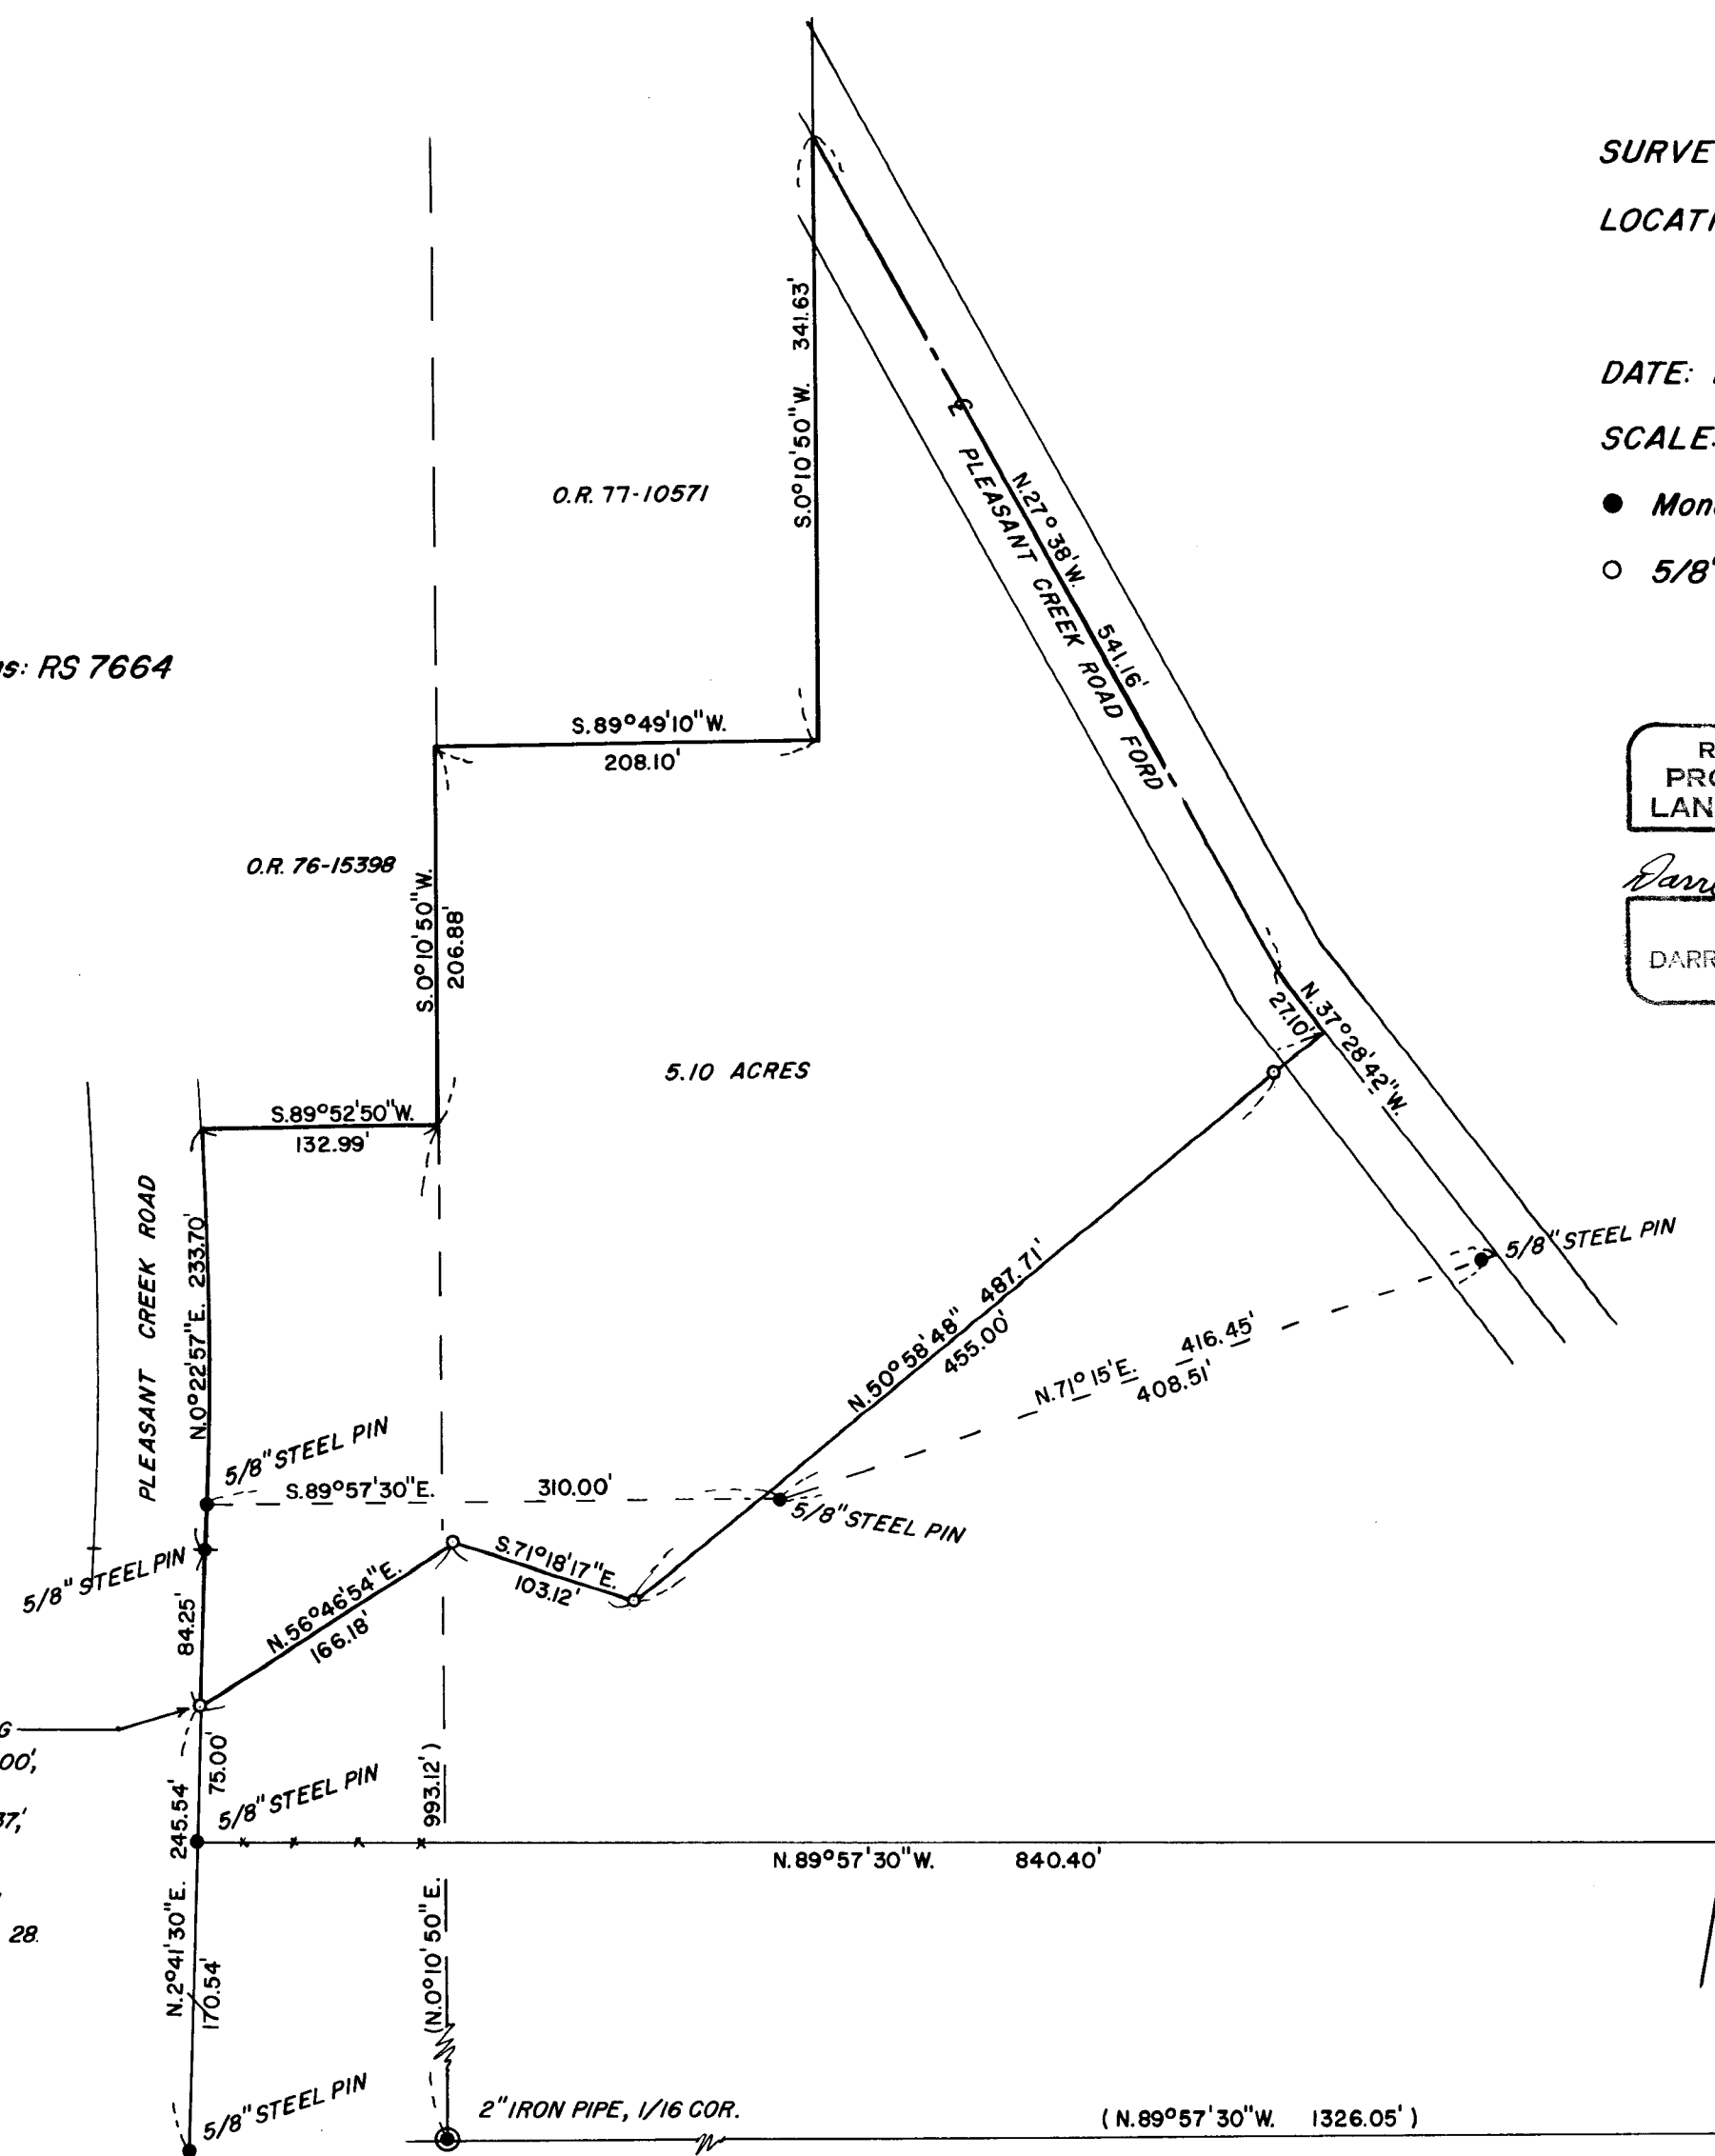 SURVE
LOCATI
DATE:
SCALE:
● Mon
○ 5/8"
s: RS 7664
R
PRO
LAN
Darre
DARR
S.0°10'50"W. 341.63'
O.R. 77-10571
℄ PLEASANT CREEK ROAD FORD
N.27°38'W. 541.16'
S.89°49'10"W.
208.10'
O.R. 76-15398
S.0°10'50"W.
206.88'
N.37°28'42"W.
27.10'
5.10 ACRES
S.89°52'50"W.
132.99'
PLEASANT CREEK ROAD
N.0°22'57"E. 233.70'
5/8" STEEL PIN
N.50°58'48" 487.71'
455.00'
N.71°15'E. 416.45'
408.51'
5/8" STEEL PIN
S.89°57'30"E. 310.00'
5/8" STEEL PIN
5/8" STEEL PIN
84.25'
N.56°46'54"E.
166.18'
S.71°18'17"E.
103.12'
G
00',
37',
28.
N.2°41'30"E. 245.54'
75.00'
170.54'
5/8" STEEL PIN
(N.0°10'50"E. 993.12')
N.89°57'30"W. 840.40'
5/8" STEEL PIN
2" IRON PIPE, 1/16 COR.
( N.89°57'30"W. 1326.05' )